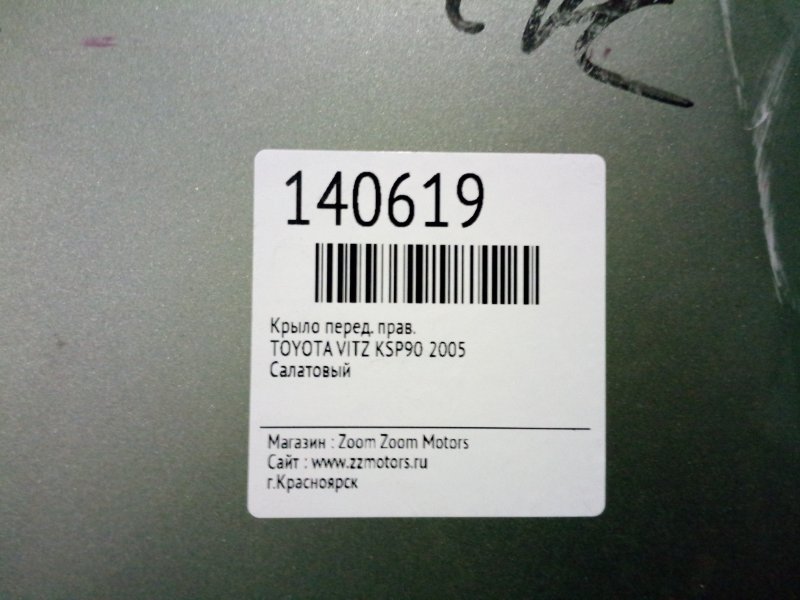 140619
Крыло перед. прав.
TOYOTA VITZ KSP90 2005
Салатовый
Магазин : Zoom Zoom Motors
Сайт : www.zzmotors.ru
г.Красноярск